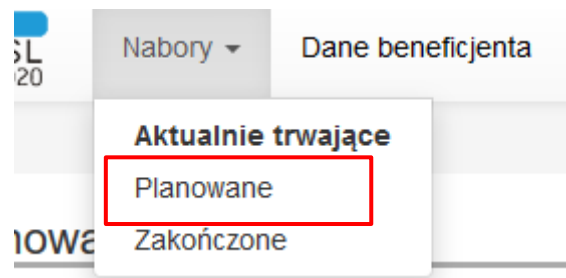 SL
Nabory
Dane beneficjenta
20
Aktualnie trwające
Planowane
nowa
Zakończone